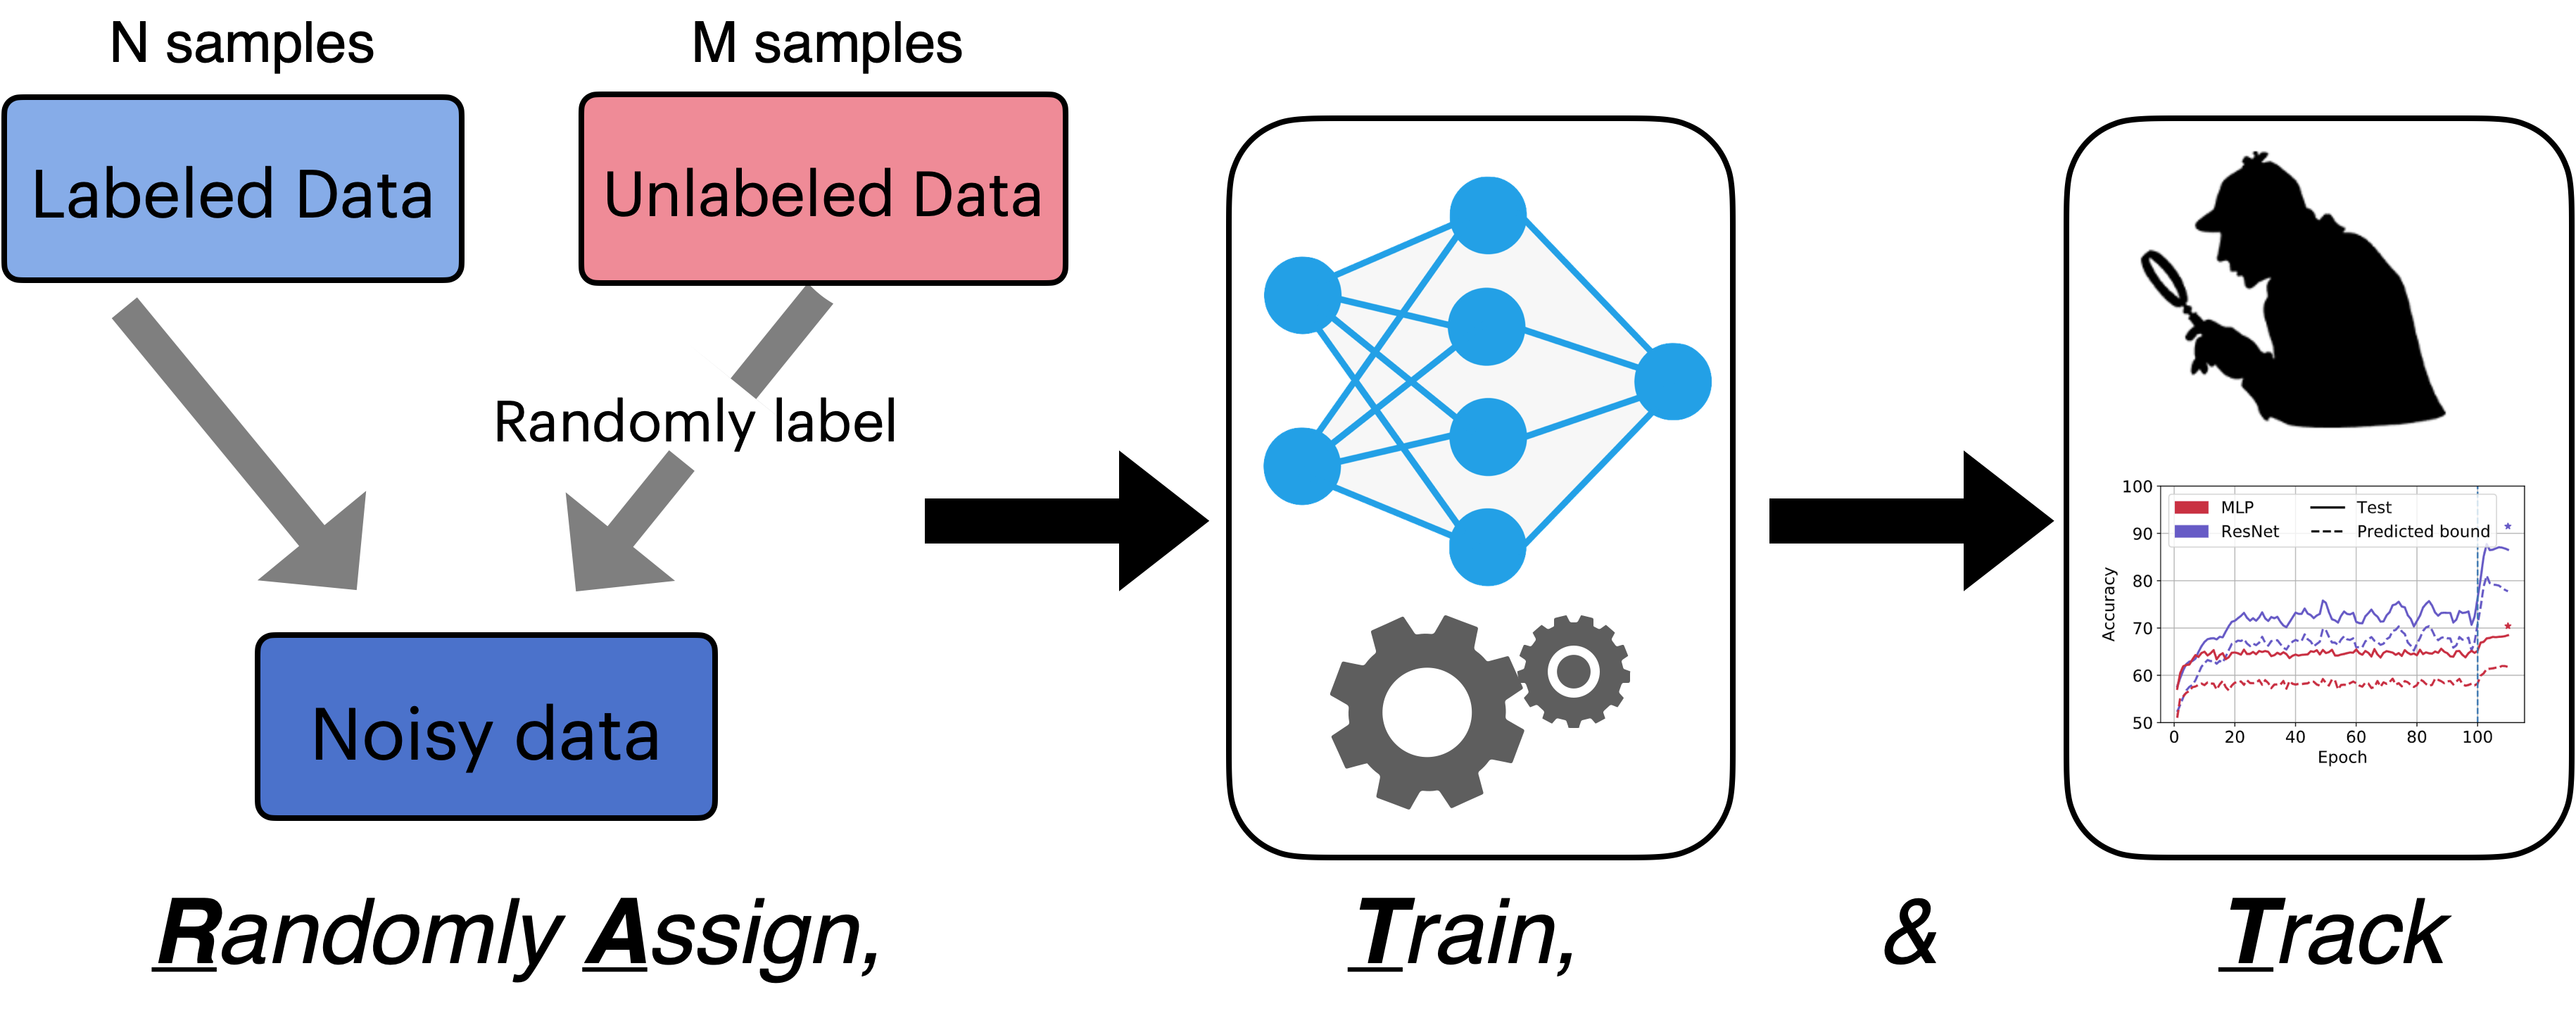 N samples
M samples
Labeled Data
Unlabeled Data
Randomly label
Noisy data
100
90
80
70
60
50
Accuracy
MLP
ResNet
Test
Predicted bound
0 20 40 60 80 100
Epoch
Randomly Assign,
Train,
&
Track